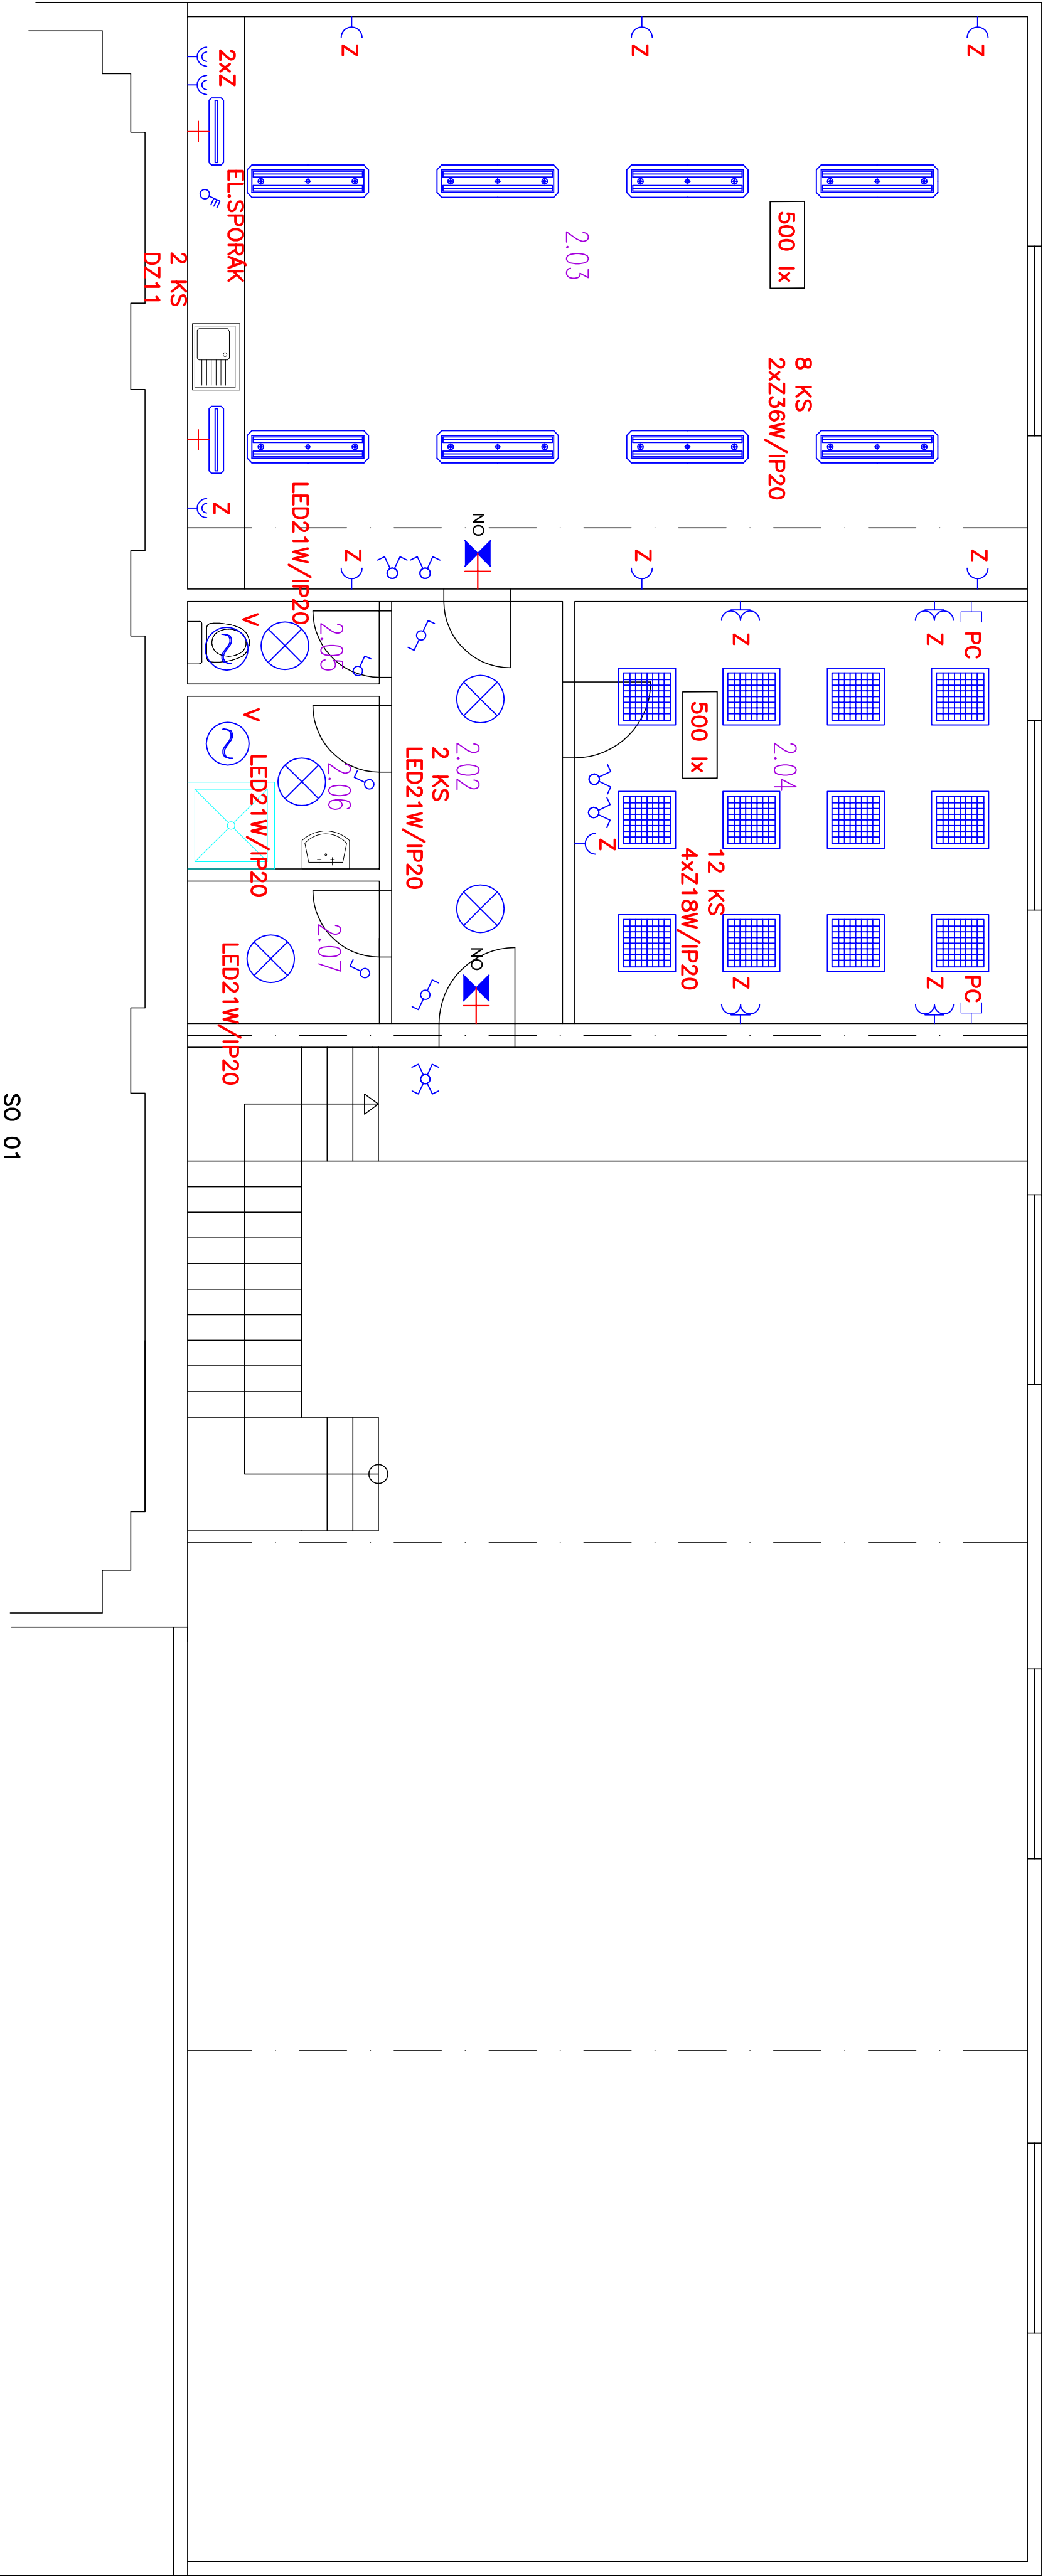 Z
Z
Z
2xZ
EL.SPORÁK
2 KS
DZ11
500 lx
2.03
8 KS
2xZ36W/IP20
Z
LED21W/IP20
NO
Z
Z
Z
PC
Z
Z
V
2.05
500 lx
2.04
V
LED21W/IP20
2.06
2.02
2 KS
LED21W/IP20
Z
12 KS
4xZ18W/IP20
2.07
LED21W/IP20
NO
Z
Z
PC
SO 01